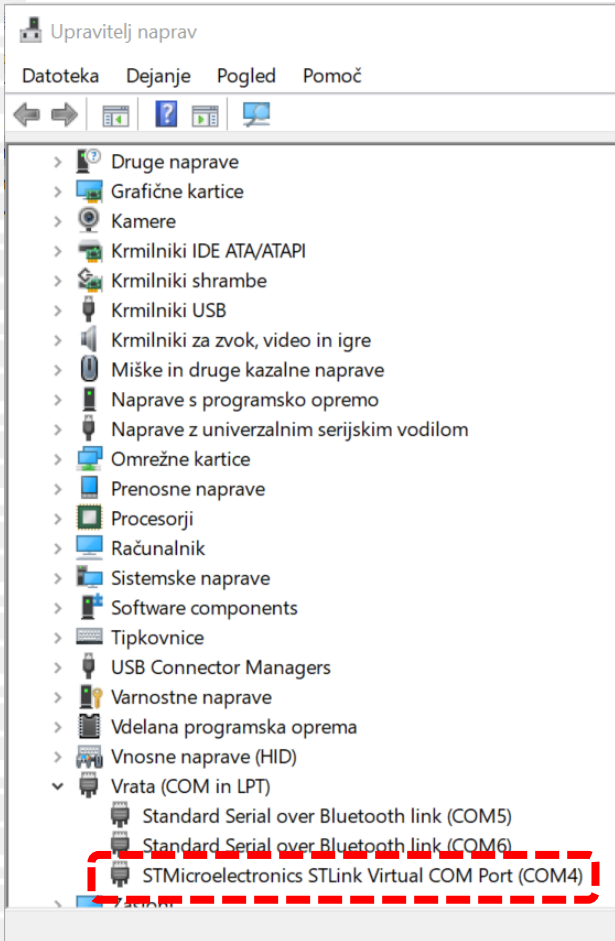 Upravitelj naprav
Datoteka Dejanje Pogled Pomoč
Druge naprave
Grafične kartice
Kamere
Krmilniki IDE ATA/ATAPI
Krmilniki shrambe
Krmilniki USB
Krmilniki za zvok, video in igre
Miške in druge kazalne naprave
Naprave s programsko opremo
Naprave z univerzalnim serijskim vodilom
Omrežne kartice
Prenosne naprave
Procesorji
Računalnik
Sistemske naprave
Software components
Tipkovnice
USB Connector Managers
Varnostne naprave
Vdelana programska oprema
Vnosne naprave (HID)
Vrata (COM in LPT)
Standard Serial over Bluetooth link (COM5)
Standard Serial over Bluetooth link (COM6)
STMicroelectronics STLink Virtual COM Port (COM4)
Zasloni